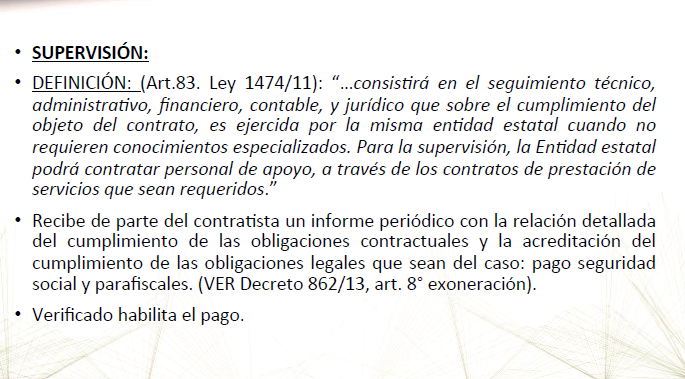 • SUPERVISIÓN:
• DEFINICIÓN: (Art.83. Ley 1474/11): “…consistirá en el seguimiento técnico,
administrativo, financiero, contable, y jurídico que sobre el cumplimiento del
objeto del contrato, es ejercida por la misma entidad estatal cuando no
requieren conocimientos especializados. Para la supervisión, la Entidad estatal
podrá contratar personal de apoyo, a través de los contratos de prestación de
servicios que sean requeridos.”
• Recibe de parte del contratista un informe periódico con la relación detallada
del cumplimiento de las obligaciones contractuales y la acreditación del
cumplimiento de las obligaciones legales que sean del caso: pago seguridad
social y parafiscales. (VER Decreto 862/13, art. 8° exoneración).
• Verificado habilita el pago.